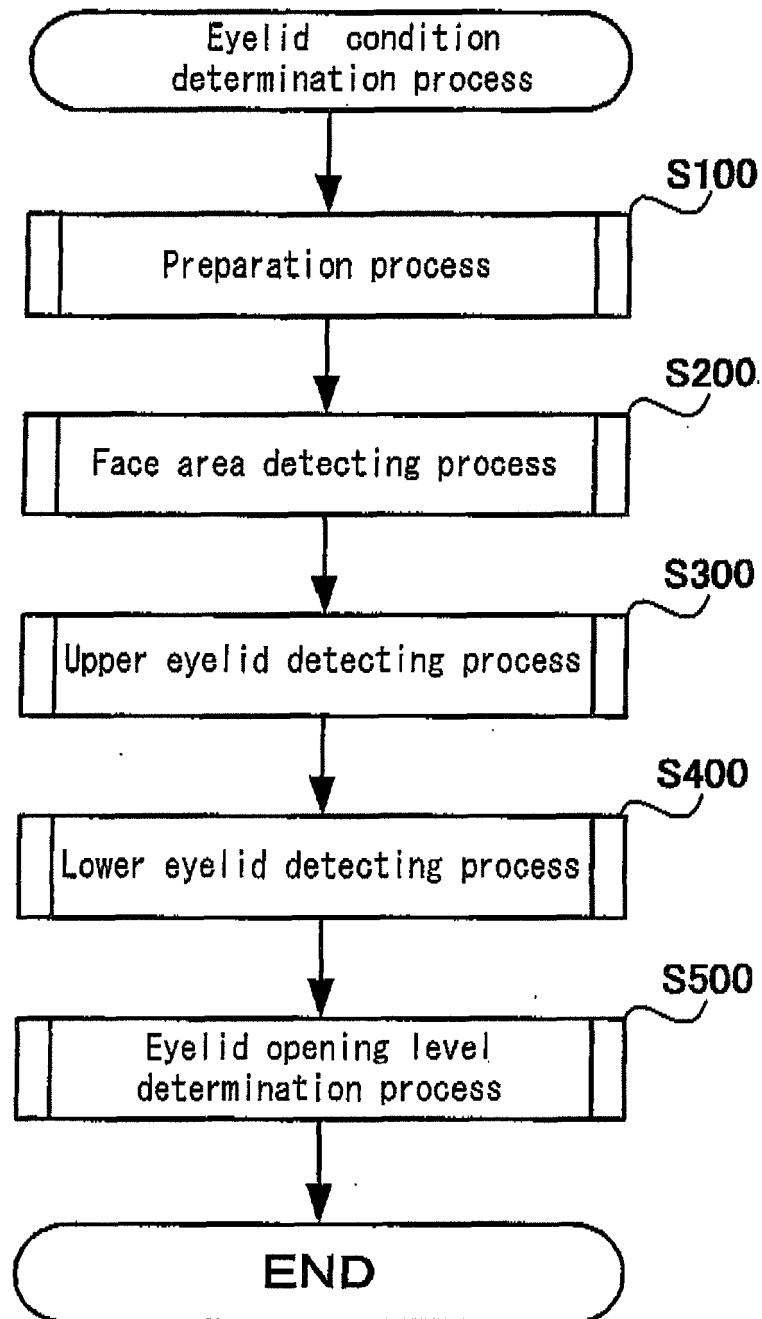 Eyelid condition
determination process
S100
Preparation process
S200
Face area detecting process
S300
Upper eyelid detecting process
S400
Lower eyelid detecting process
S500
Eyelid opening level
determination process
END